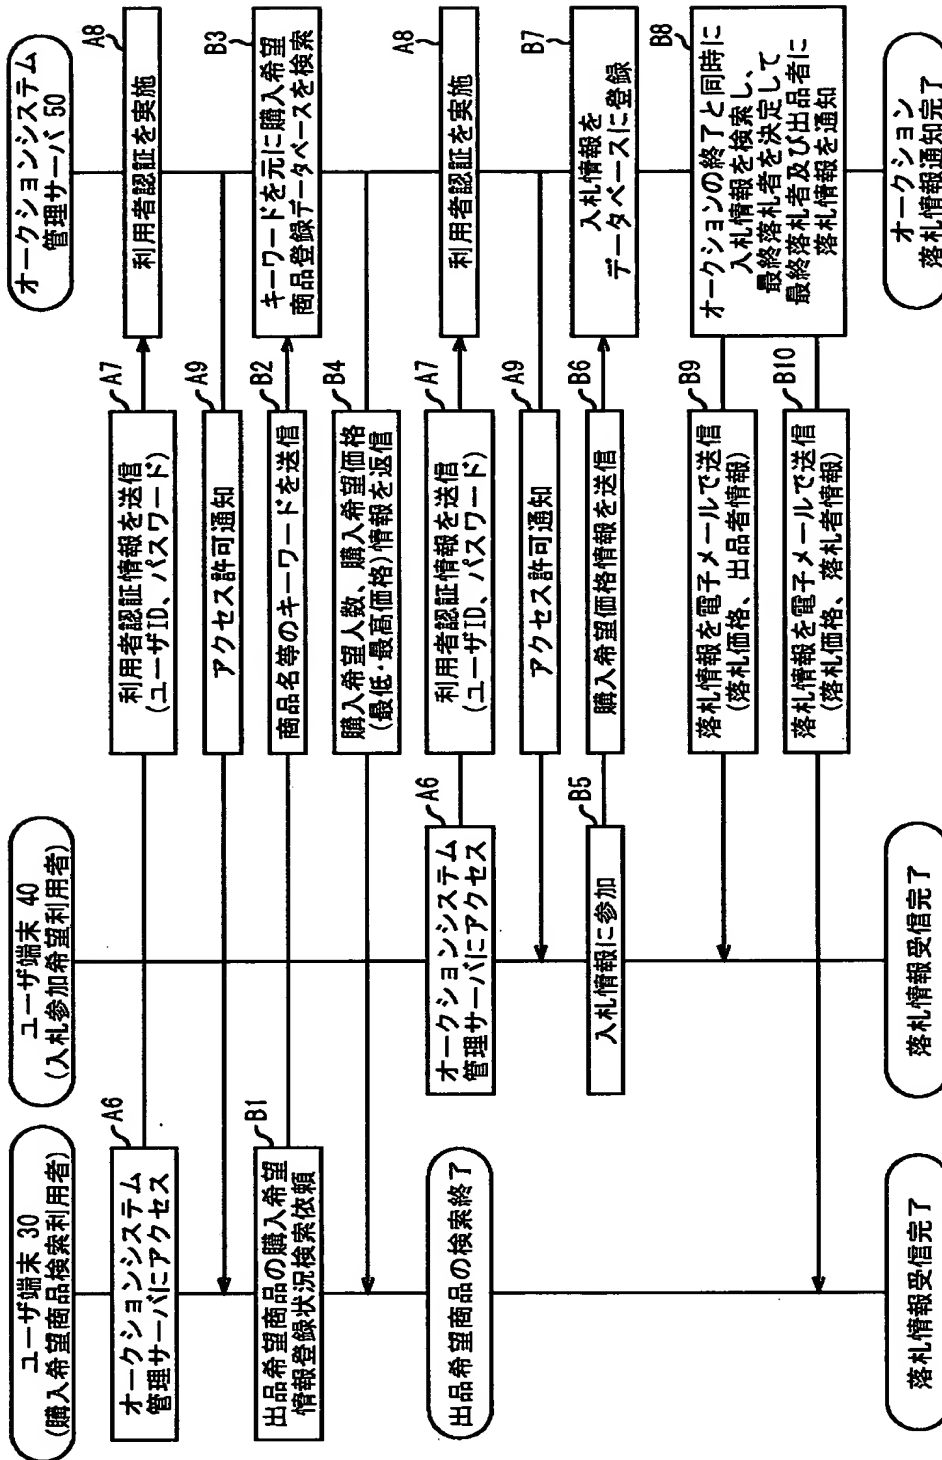 ユーザ端末 30
(購入希望商品検索利用者)
ユーザ端末 40
(入札参加希望利用者)
オークションシステム
管理サーバ 50
A6
オークションシステム
管理サーバにアクセス
A7
利用者認証情報を送信
(ユーザID、パスワード)
A8
利用者認証を実施
A9
アクセス許可通知
B1
出品希望商品の購入希望
情報登録状況検索依頼
B2
商品名等のキーワードを送信
B3
キーワードを元に購入希望
商品登録データベースを検索
B4
購入希望人数、購入希望価格
(最低・最高価格)情報を返信
出品希望商品の検索終了
A6
オークションシステム
管理サーバにアクセス
A7
利用者認証情報を送信
(ユーザID、パスワード)
A8
利用者認証を実施
A9
アクセス許可通知
B5
入札情報に参加
B6
購入希望価格情報を送信
B7
入札情報を
データベースに登録
B8
オークションの終了と同時に
入札情報を検索し、
最終落札者を決定して
最終落札者及び出品者に
落札情報を通知
B9
落札情報を電子メールで送信
(落札価格、出品者情報)
B10
落札情報を電子メールで送信
(落札価格、落札者情報)
落札情報受信完了
落札情報受信完了
オークション
落札情報通知完了